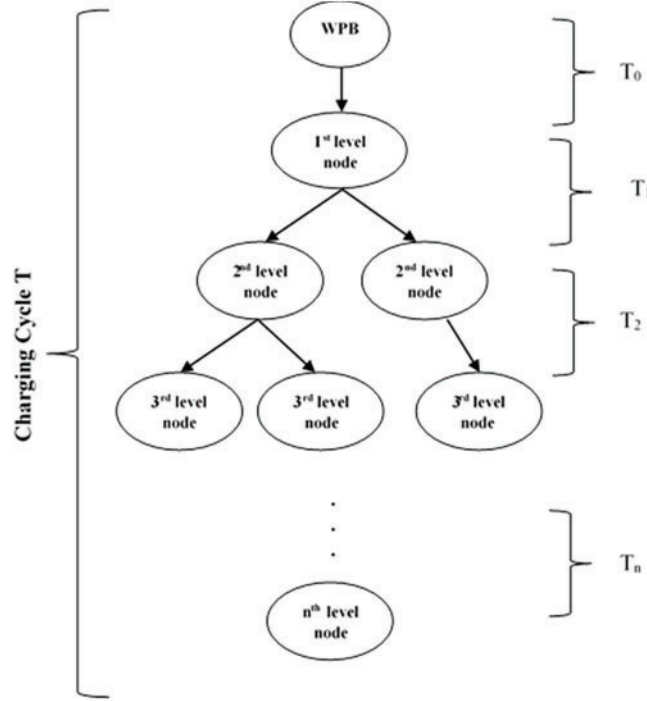 WPB
T₀
1ˢᵗ level
node
T₁
2ⁿᵈ level
node
2ⁿᵈ level
node
T₂
3ʳᵈ level
node
3ʳᵈ level
node
3ʳᵈ level
node
Charging Cycle T
.
.
.
Tₙ
nᵗʰ level
node